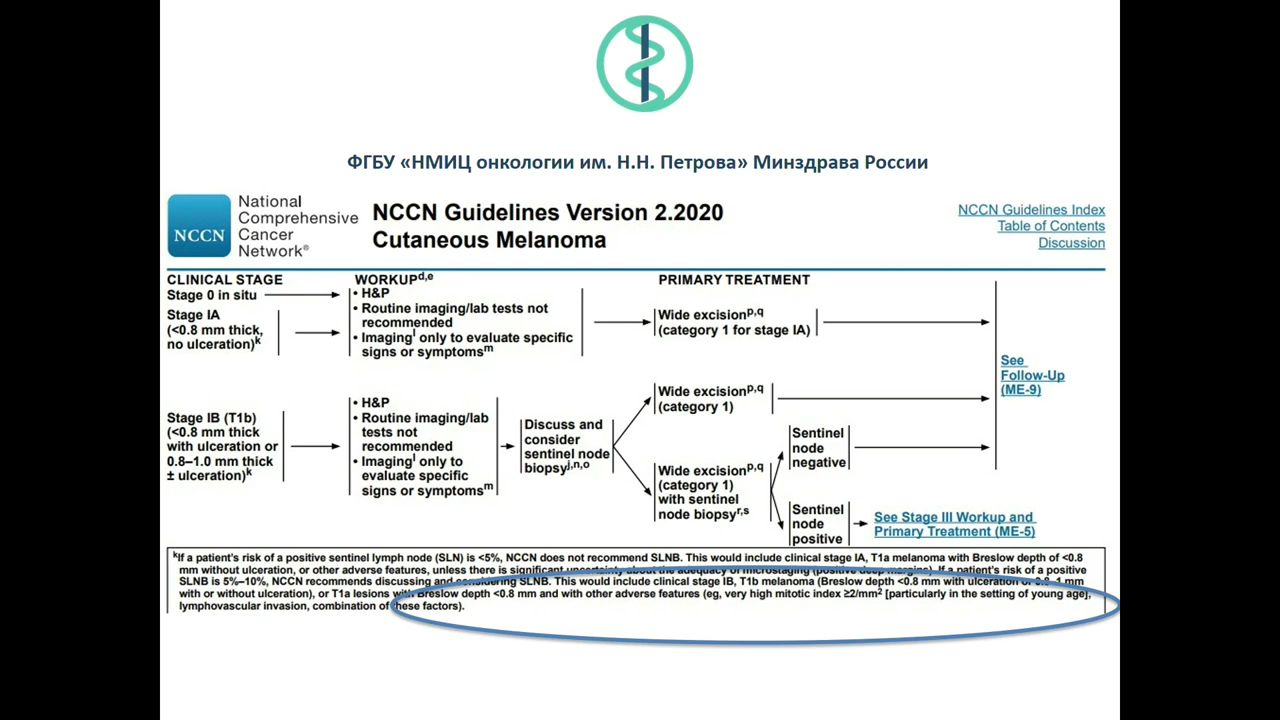 ФГБУ «НМИЦ онкологии им. Н.Н. Петрова» Минздрава России
NCCN
National
Comprehensive
Cancer
Network®
NCCN Guidelines Version 2.2020
Cutaneous Melanoma
NCCN Guidelines Index
Table of Contents
Discussion
CLINICAL STAGE
WORKUPd,e
PRIMARY TREATMENT
Stage 0 in situ
Stage IA
(<0.8 mm thick,
no ulceration)k
• H&P
• Routine imaging/lab tests not
recommended
• Imagingl only to evaluate specific
signs or symptomsm
Wide excisionp,q
(category 1 for stage IA)
See
Follow-Up
(ME-9)
Stage IB (T1b)
(<0.8 mm thick
with ulceration or
0.8–1.0 mm thick
± ulceration)k
• H&P
• Routine imaging/lab
tests not
recommended
• Imagingl only to
evaluate specific
signs or symptomsm
Discuss and
consider
sentinel node
biopsyj,n,o
Wide excisionp,q
(category 1)
Wide excisionp,q
(category 1)
with sentinel
node biopsyr,s
Sentinel
node
negative
Sentinel
node
positive
See Stage III Workup and
Primary Treatment (ME-5)
kIf a patient's risk of a positive sentinel lymph node (SLN) is <5%, NCCN does not recommend SLNB. This would include clinical stage IA, T1a melanoma with Breslow depth of <0.8
mm without ulceration, or other adverse features, unless there is significant uncertainty about the adequacy of microstaging (positive deep margins). If a patient's risk of a positive
SLNB is 5%–10%, NCCN recommends discussing and considering SLNB. This would include clinical stage IB, T1b melanoma (Breslow depth <0.8 mm with ulceration or 0.8–1 mm
with or without ulceration), or T1a lesions with Breslow depth <0.8 mm and with other adverse features (eg, very high mitotic index ≥2/mm2 [particularly in the setting of young age],
lymphovascular invasion, combination of these factors).